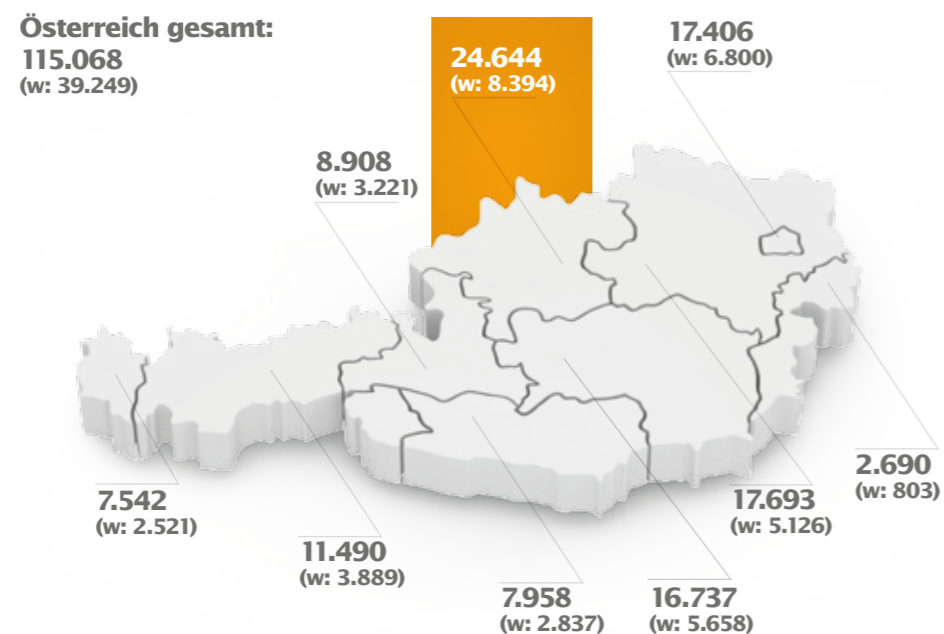 Österreich gesamt:
115.068
(w: 39.249)
24.644
(w: 8.394)
17.406
(w: 6.800)
8.908
(w: 3.221)
7.542
(w: 2.521)
11.490
(w: 3.889)
7.958
(w: 2.837)
16.737
(w: 5.658)
17.693
(w: 5.126)
2.690
(w: 803)